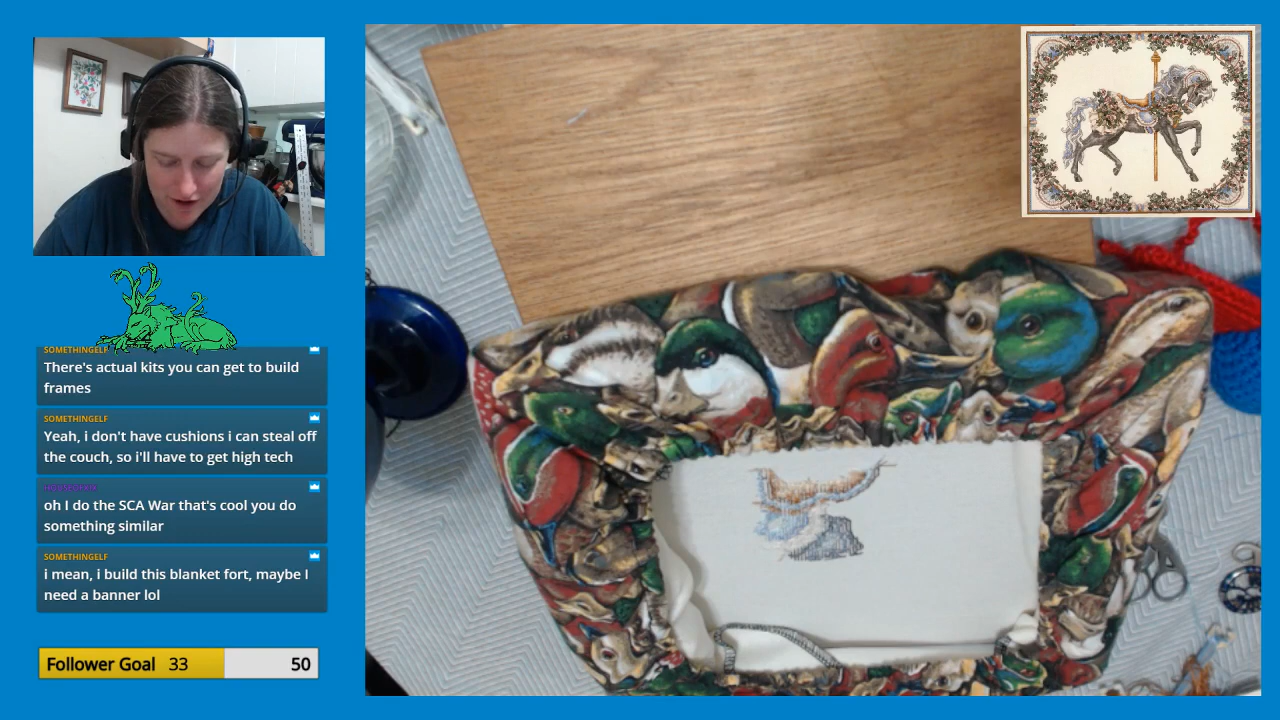 SOMETHINGELF
There's actual kits you can get to build
frames
SOMETHINGELF
Yeah, i don't have cushions i can steal off
the couch, so i'll have to get high tech
oh I do the SCA War that's cool you do
something similar
SOMETHINGELF
i mean, i build this blanket fort, maybe I
need a banner lol
Follower Goal 33 50